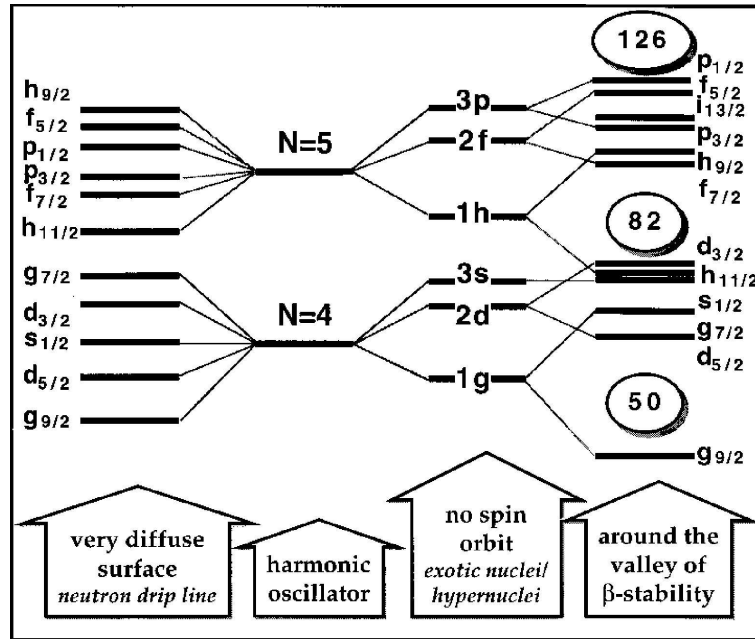 h9/2
f5/2
p1/2
p3/2
f7/2
h11/2
g7/2
d3/2
s1/2
d5/2
g9/2
N=5
N=4
3p
2f
1h
3s
2d
1g
126
p1/2
f5/2
i13/2
p3/2
h9/2
f7/2
82
d3/2
h11/2
s1/2
g7/2
d5/2
50
g9/2
very diffuse
surface
neutron drip line
harmonic
oscillator
no spin
orbit
exotic nuclei/
hypernuclei
around the
valley of
β-stability